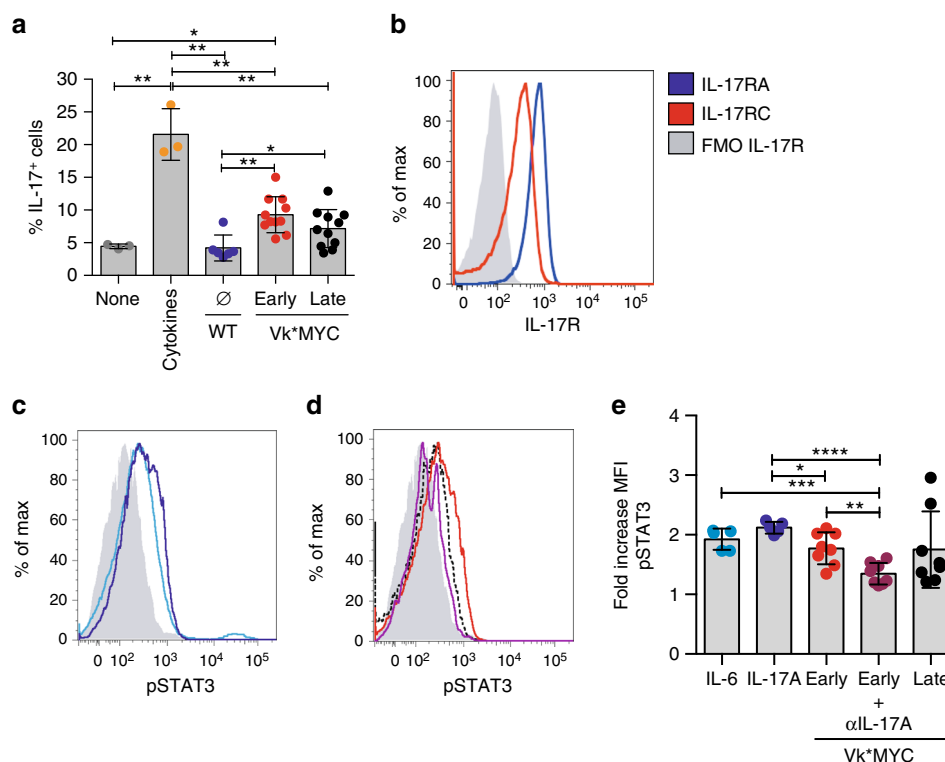 a
*
**
**
**
**
*
**
% IL-17+ cells
30
25
20
15
10
5
0
None
Cytokines
∅
Early
Late
WT
Vk*MYC
b
% of max
100
80
60
40
20
0
0
10²
10³
10⁴
10⁵
IL-17R
IL-17RA
IL-17RC
FMO IL-17R
c
% of max
100
80
60
40
20
0
0
10²
10³
10⁴
10⁵
pSTAT3
d
% of max
100
80
60
40
20
0
0
10²
10³
10⁴
10⁵
pSTAT3
e
Fold increase MFI
pSTAT3
4
3
2
1
0
****
*
***
**
IL-6
IL-17A
Early
Early
+
αIL-17A
Late
Vk*MYC